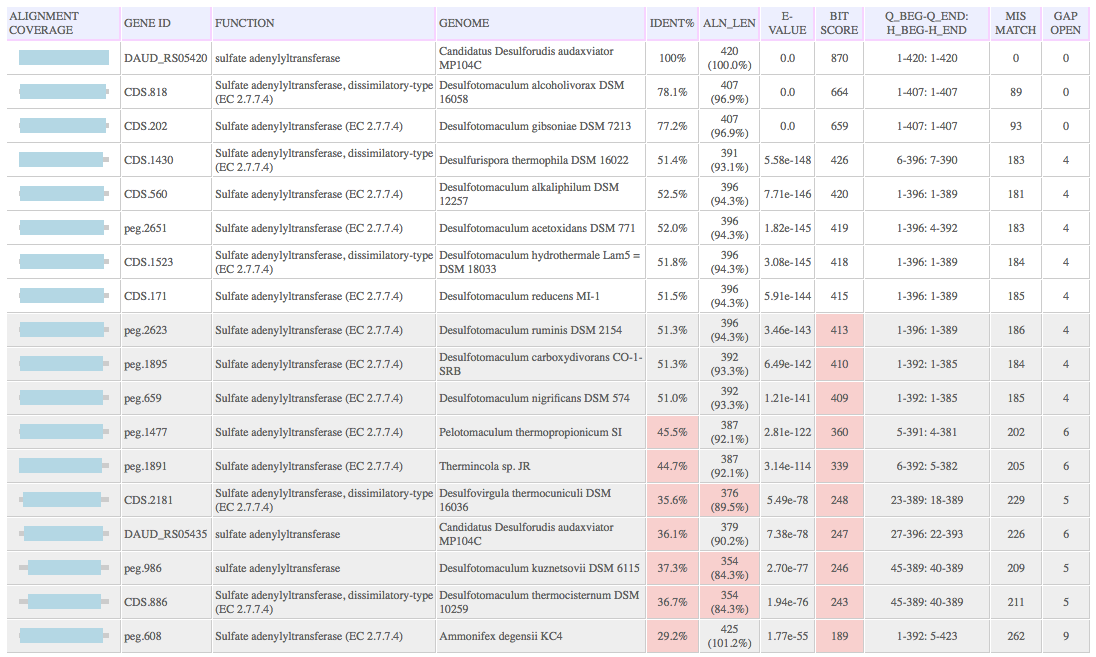 ALIGNMENT COVERAGE GENE ID FUNCTION GENOME IDENT% ALN_LEN E-VALUE BIT SCORE Q_BEG-Q_END: H_BEG-H_END MIS MATCH GAP OPEN
DAUD_RS05420 sulfate adenylyltransferase Candidatus Desulforudis audaxviator MP104C 100% 420 (100.0%) 0.0 870 1-420: 1-420 0 0
CDS.818 Sulfate adenylyltransferase, dissimilatory-type (EC 2.7.7.4) Desulfotomaculum alcoholivorax DSM 16058 78.1% 407 (96.9%) 0.0 664 1-407: 1-407 89 0
CDS.202 Sulfate adenylyltransferase (EC 2.7.7.4) Desulfotomaculum gibsoniae DSM 7213 77.2% 407 (96.9%) 0.0 659 1-407: 1-407 93 0
CDS.1430 Sulfate adenylyltransferase, dissimilatory-type (EC 2.7.7.4) Desulfurispora thermophila DSM 16022 51.4% 391 (93.1%) 5.58e-148 426 6-396: 7-390 183 4
CDS.560 Sulfate adenylyltransferase (EC 2.7.7.4) Desulfotomaculum alkaliphilum DSM 12257 52.5% 396 (94.3%) 7.71e-146 420 1-396: 1-389 181 4
peg.2651 Sulfate adenylyltransferase (EC 2.7.7.4) Desulfotomaculum acetoxidans DSM 771 52.0% 396 (94.3%) 1.82e-145 419 1-396: 4-392 183 4
CDS.1523 Sulfate adenylyltransferase, dissimilatory-type (EC 2.7.7.4) Desulfotomaculum hydrothermale Lam5 = DSM 18033 51.8% 396 (94.3%) 3.08e-145 418 1-396: 1-389 184 4
CDS.171 Sulfate adenylyltransferase (EC 2.7.7.4) Desulfotomaculum reducens MI-1 51.5% 396 (94.3%) 5.91e-144 415 1-396: 1-389 185 4
peg.2623 Sulfate adenylyltransferase (EC 2.7.7.4) Desulfotomaculum ruminis DSM 2154 51.3% 396 (94.3%) 3.46e-143 413 1-396: 1-389 186 4
peg.1895 Sulfate adenylyltransferase (EC 2.7.7.4) Desulfotomaculum carboxydivorans CO-1-SRB 51.3% 392 (93.3%) 6.49e-142 410 1-392: 1-385 184 4
peg.659 Sulfate adenylyltransferase (EC 2.7.7.4) Desulfotomaculum nigrificans DSM 574 51.0% 392 (93.3%) 1.21e-141 409 1-392: 1-385 185 4
peg.1477 Sulfate adenylyltransferase (EC 2.7.7.4) Pelotomaculum thermopropionicum SI 45.5% 387 (92.1%) 2.81e-122 360 5-391: 4-381 202 6
peg.1891 Sulfate adenylyltransferase (EC 2.7.7.4) Thermincola sp. JR 44.7% 387 (92.1%) 3.14e-114 339 6-392: 5-382 205 6
CDS.2181 Sulfate adenylyltransferase, dissimilatory-type (EC 2.7.7.4) Desulfovirgula thermocuniculi DSM 16036 35.6% 376 (89.5%) 5.49e-78 248 23-389: 18-389 229 5
DAUD_RS05435 sulfate adenylyltransferase Candidatus Desulforudis audaxviator MP104C 36.1% 379 (90.2%) 7.38e-78 247 27-396: 22-393 226 6
peg.986 sulfate adenylyltransferase Desulfotomaculum kuznetsovii DSM 6115 37.3% 354 (84.3%) 2.70e-77 246 45-389: 40-389 209 5
CDS.886 Sulfate adenylyltransferase, dissimilatory-type (EC 2.7.7.4) Desulfotomaculum thermocisternum DSM 10259 36.7% 354 (84.3%) 1.94e-76 243 45-389: 40-389 211 5
peg.608 Sulfate adenylyltransferase (EC 2.7.7.4) Ammonifex degensii KC4 29.2% 425 (101.2%) 1.77e-55 189 1-392: 5-423 262 9